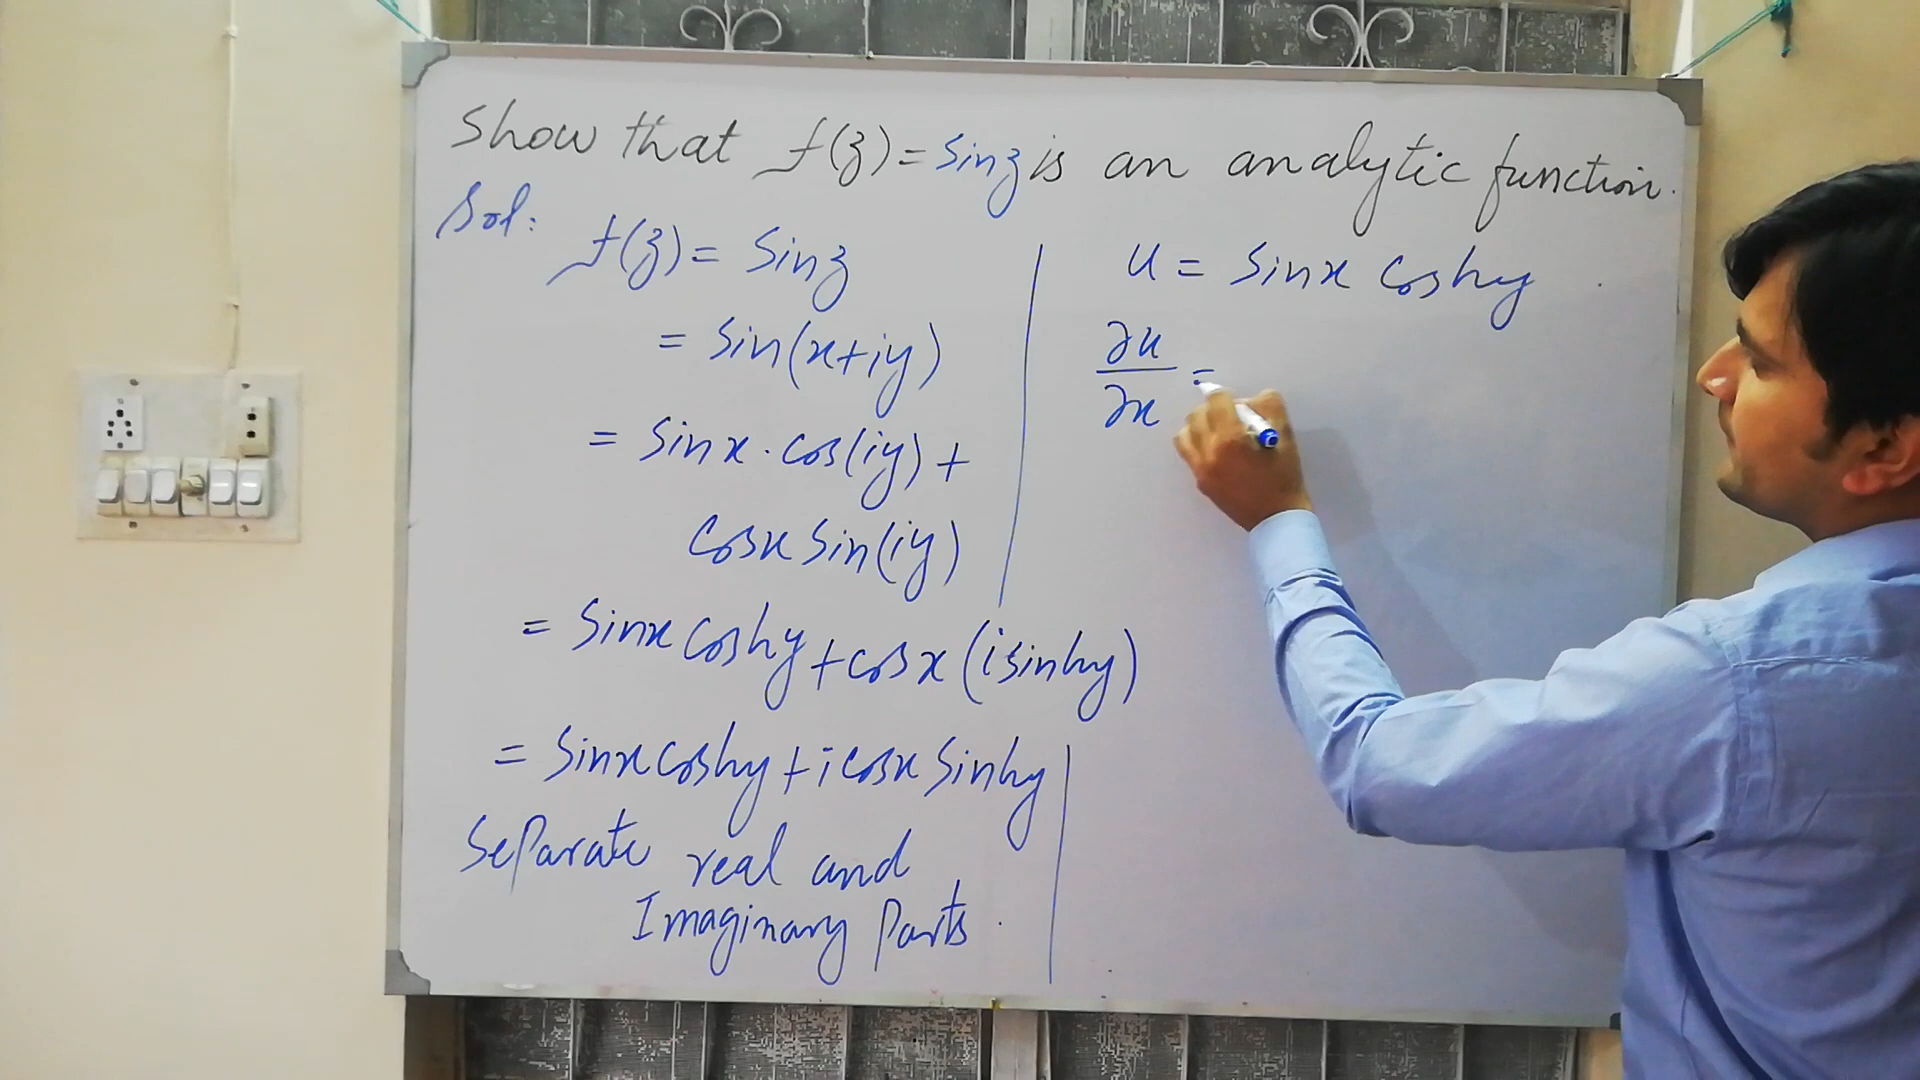 Show that f(z) = sinz is an analytic function.
Sol:
f(z) = Sinz
= Sin(x+iy)
= Sinx . cos(iy) +
cosx Sin(iy)
= Sinx coshy + cosx (isinhy)
= Sinx coshy + i cosx Sinhy
Separate real and
Imaginary Parts.
u = Sinx coshy
∂u/∂x =